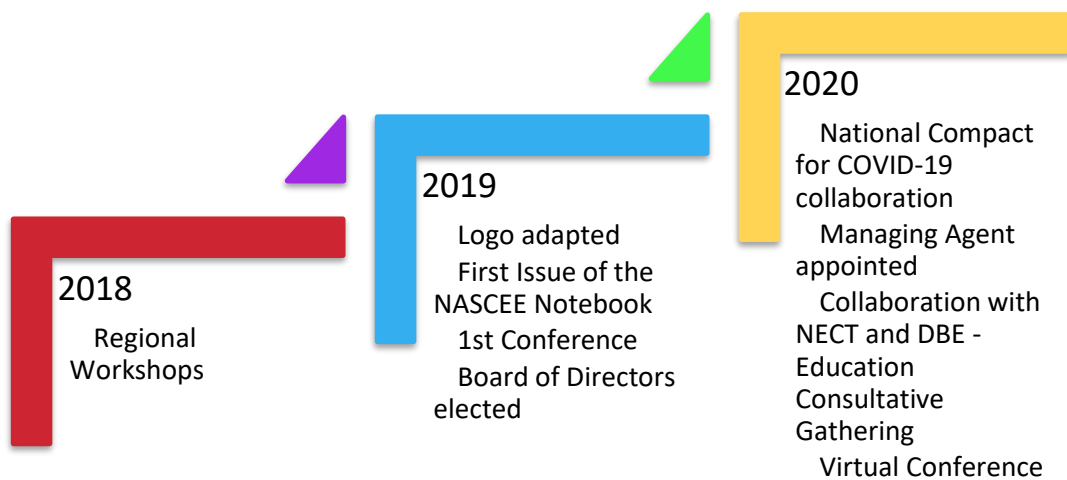 2018
Regional
Workshops
2019
Logo adapted
First Issue of the
NASCEE Notebook
1st Conference
Board of Directors
elected
2020
National Compact
for COVID-19
collaboration
Managing Agent
appointed
Collaboration with
NECT and DBE -
Education
Consultative
Gathering
Virtual Conference